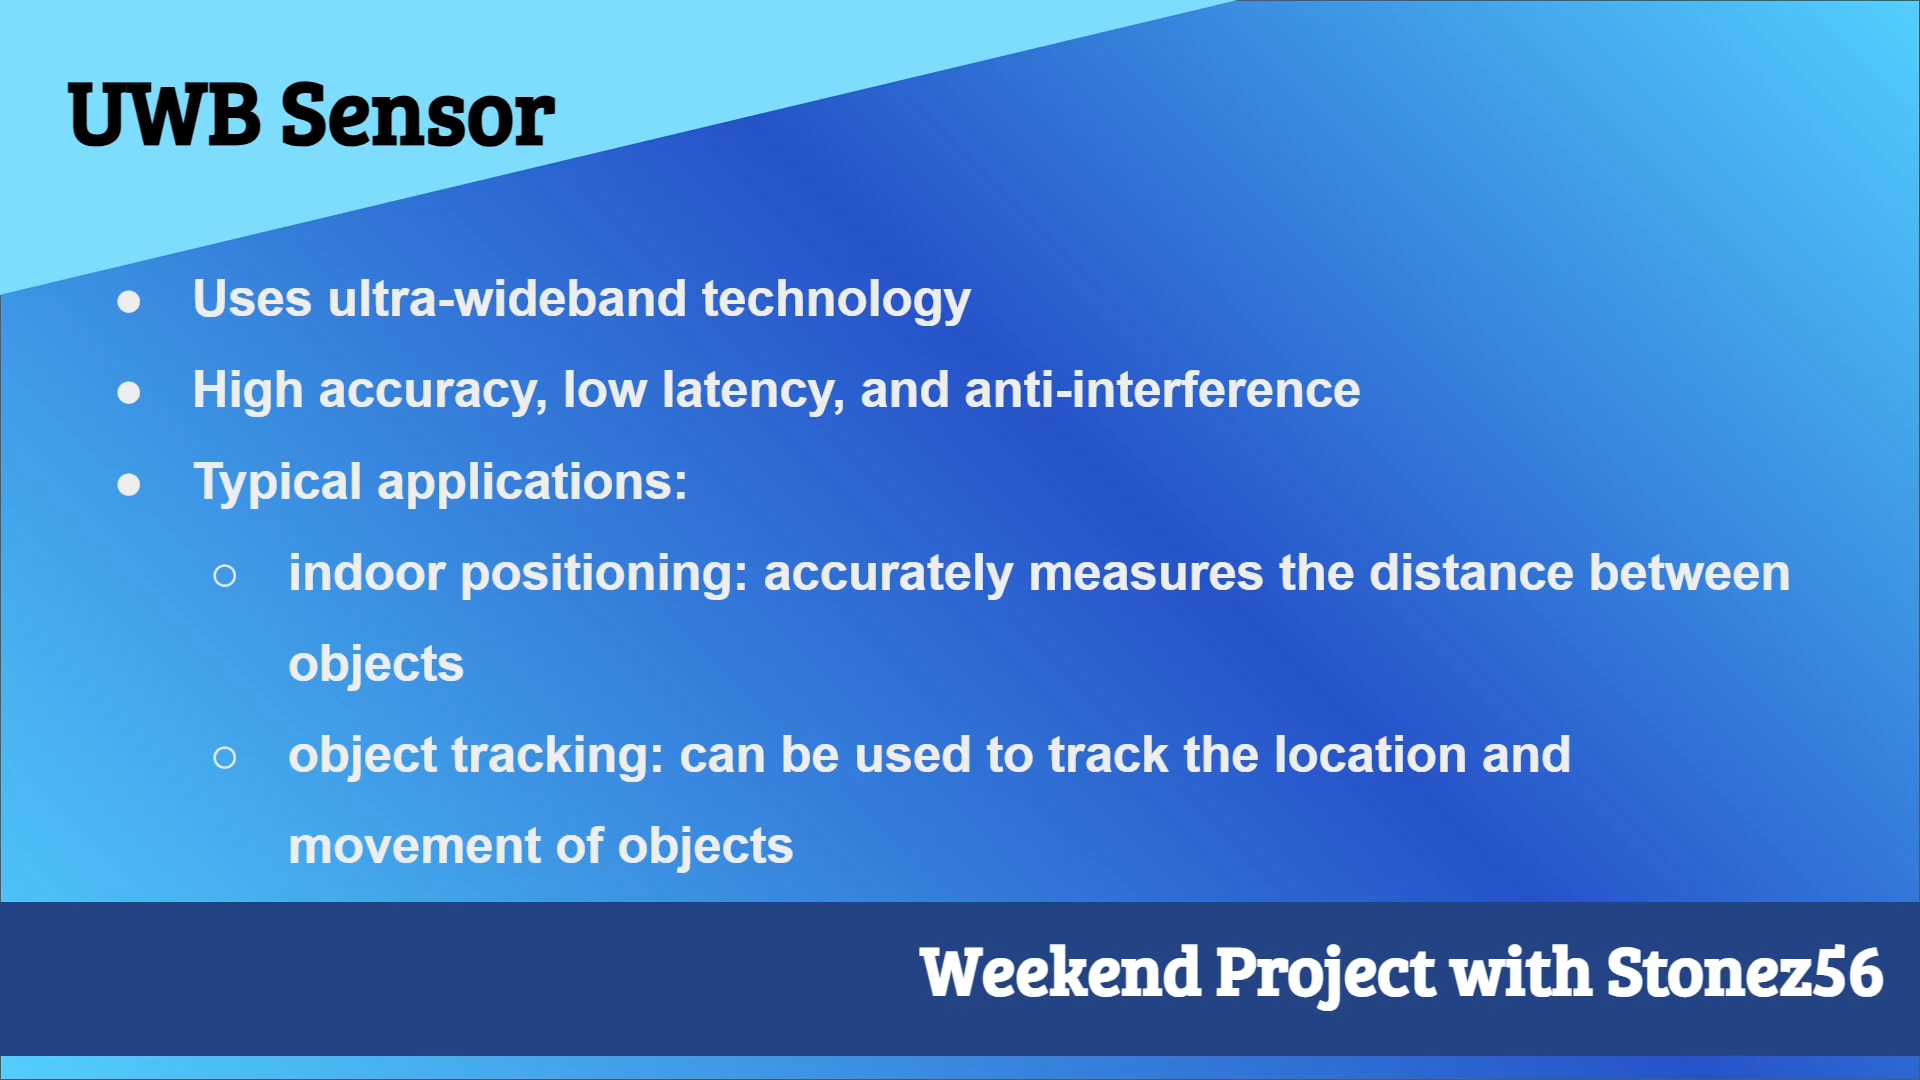 UWB Sensor
● Uses ultra-wideband technology
● High accuracy, low latency, and anti-interference
● Typical applications:
○ indoor positioning: accurately measures the distance between
objects
○ object tracking: can be used to track the location and
movement of objects
Weekend Project with Stonez56